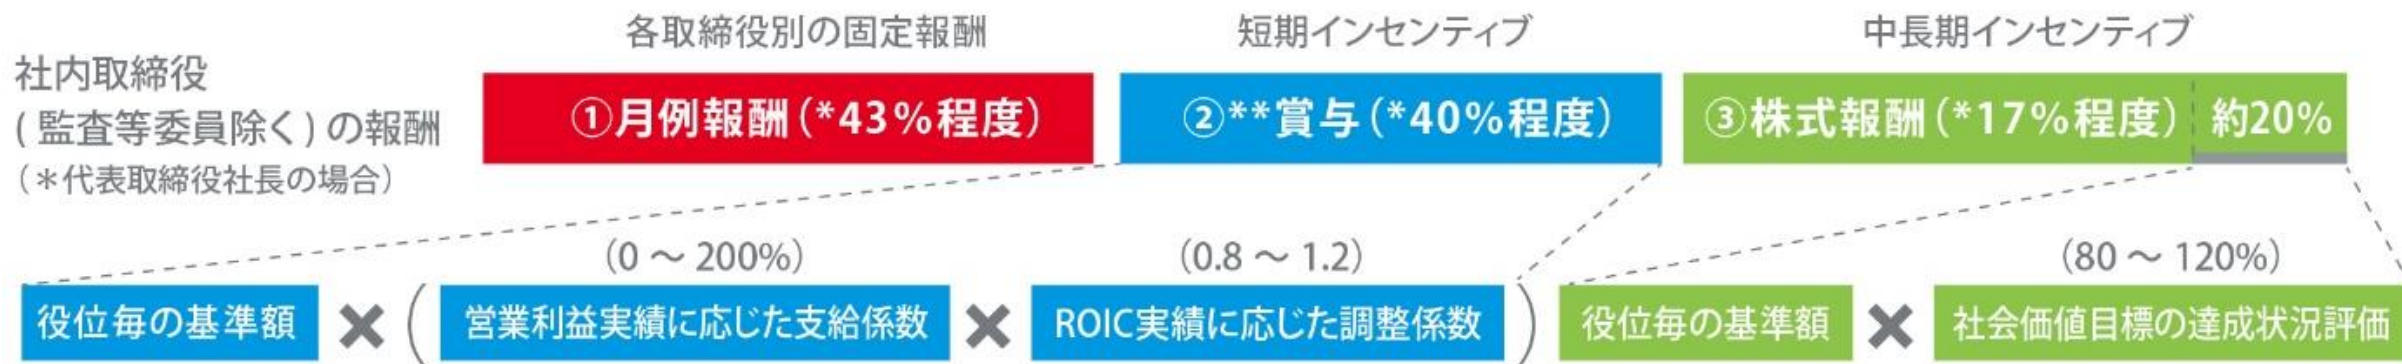 各取締役別の固定報酬
短期インセンティブ
中長期インセンティブ
社内取締役
(監査等委員除く)の報酬
(＊代表取締役社長の場合)
①月例報酬(*43%程度)
②**賞与(*40%程度)
③株式報酬(*17%程度)
約20%
(0 ～ 200%)
(0.8 ～ 1.2)
(80 ～ 120%)
役位毎の基準額 × ( 営業利益実績に応じた支給係数 × ROIC実績に応じた調整係数 )
役位毎の基準額 × 社会価値目標の達成状況評価